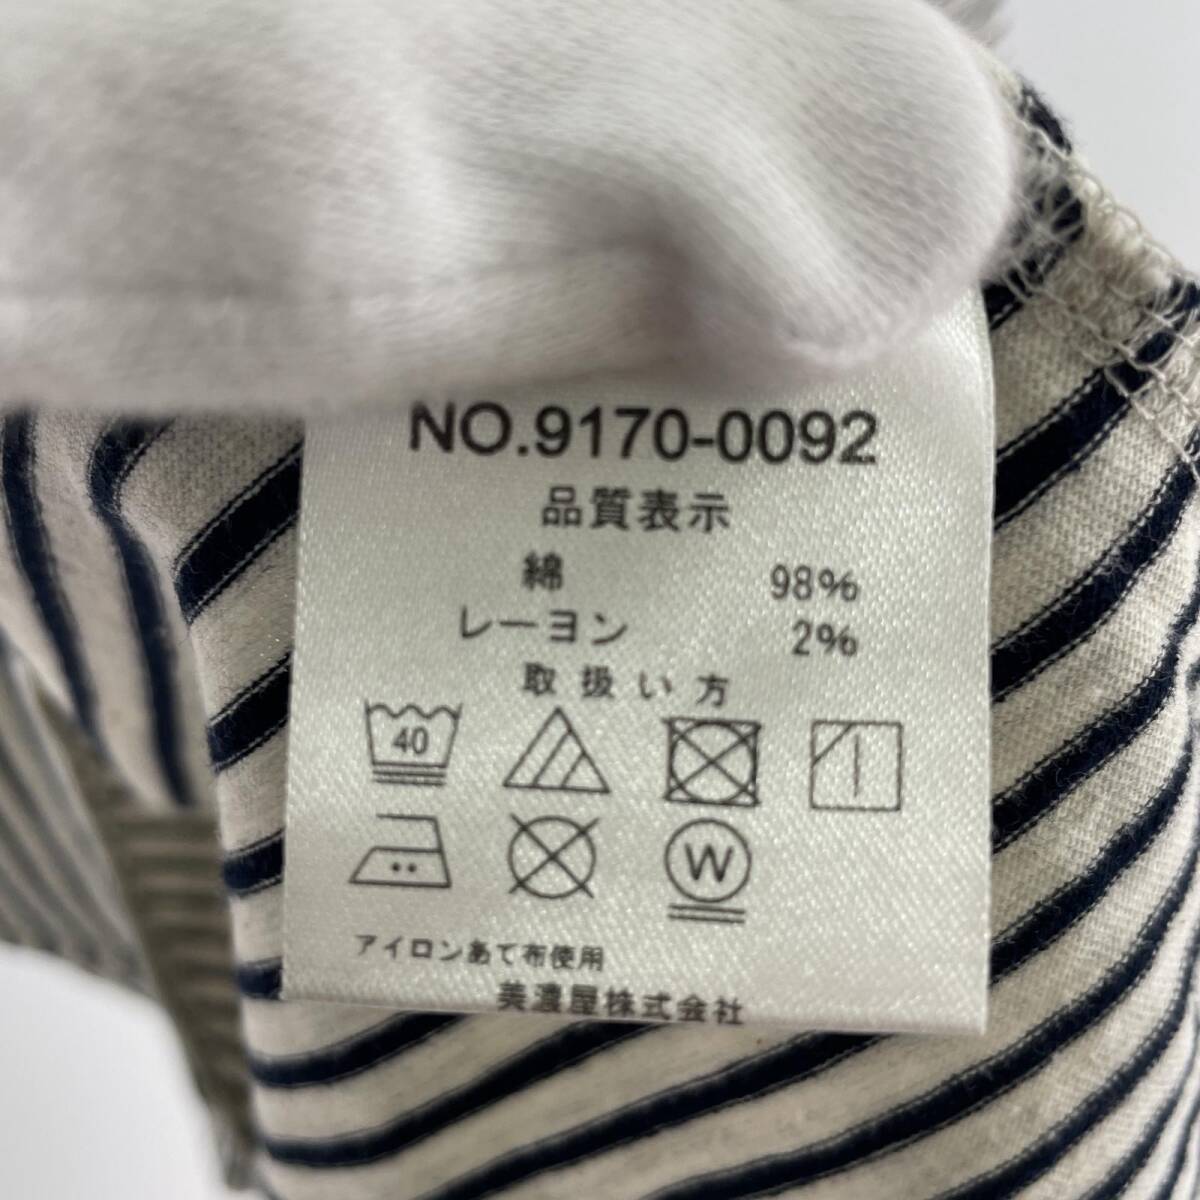 NO.9170-0092
品質表示
綿 98%
レーヨン 2%
取扱い方
40
W
アイロンあて布使用
美濃屋株式会社